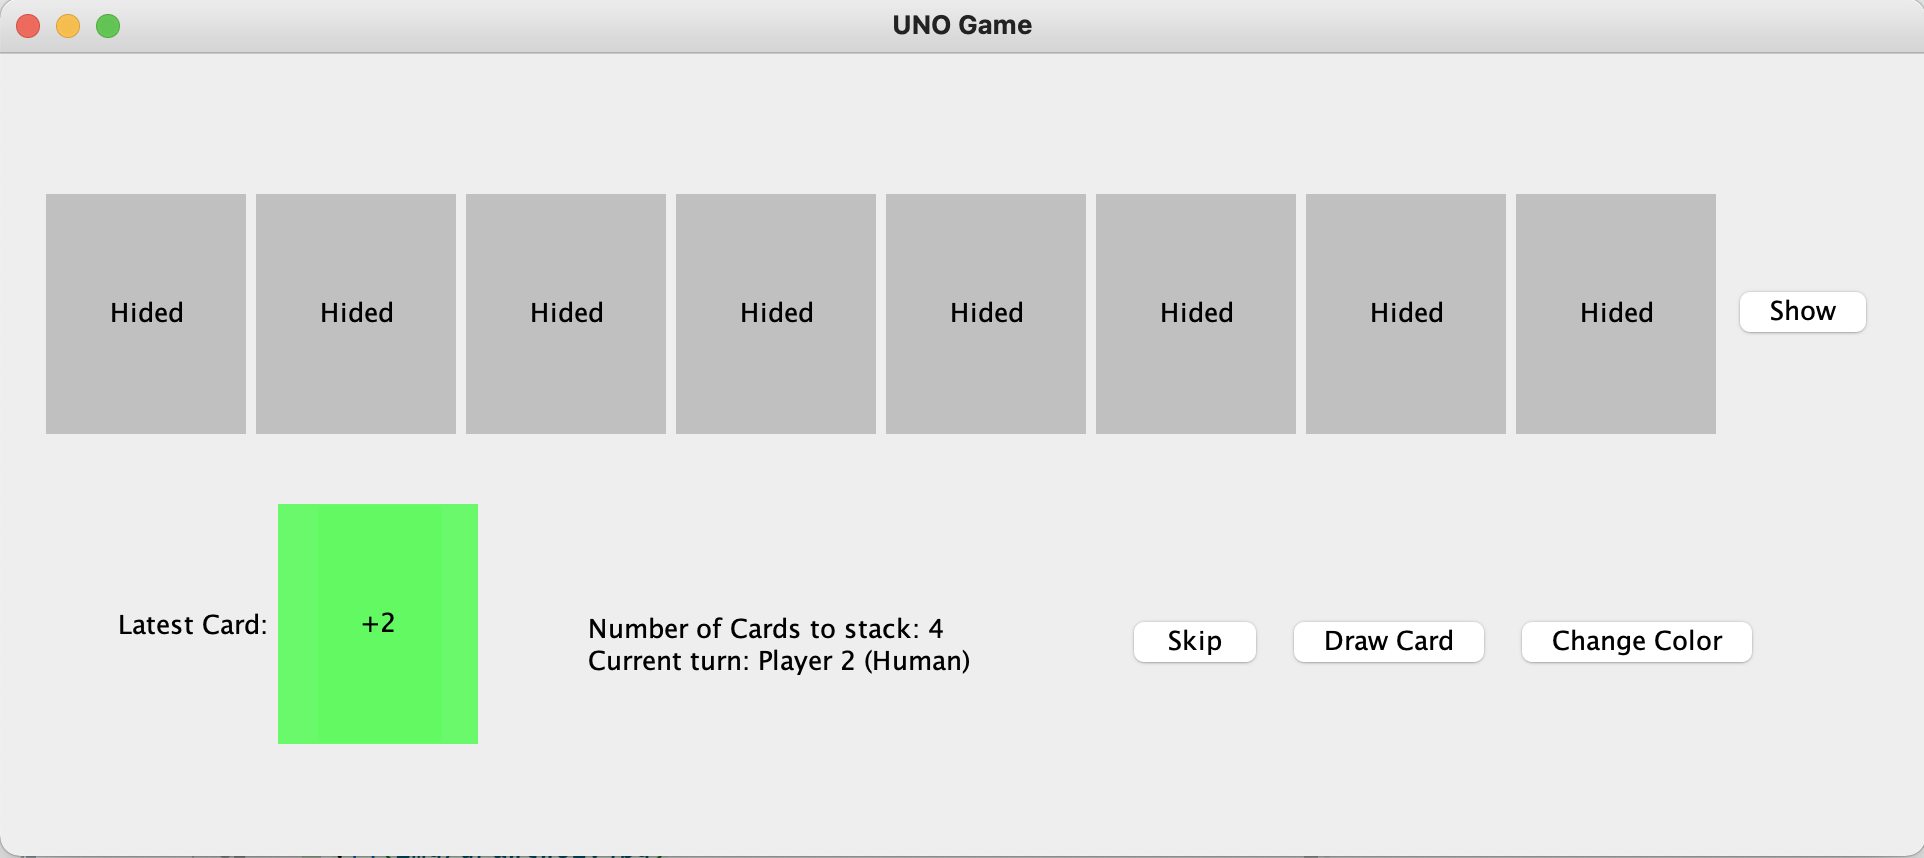 UNO Game
Hided Hided Hided Hided Hided Hided Hided Hided Show
Latest Card: +2
Number of Cards to stack: 4
Current turn: Player 2 (Human)
Skip Draw Card Change Color